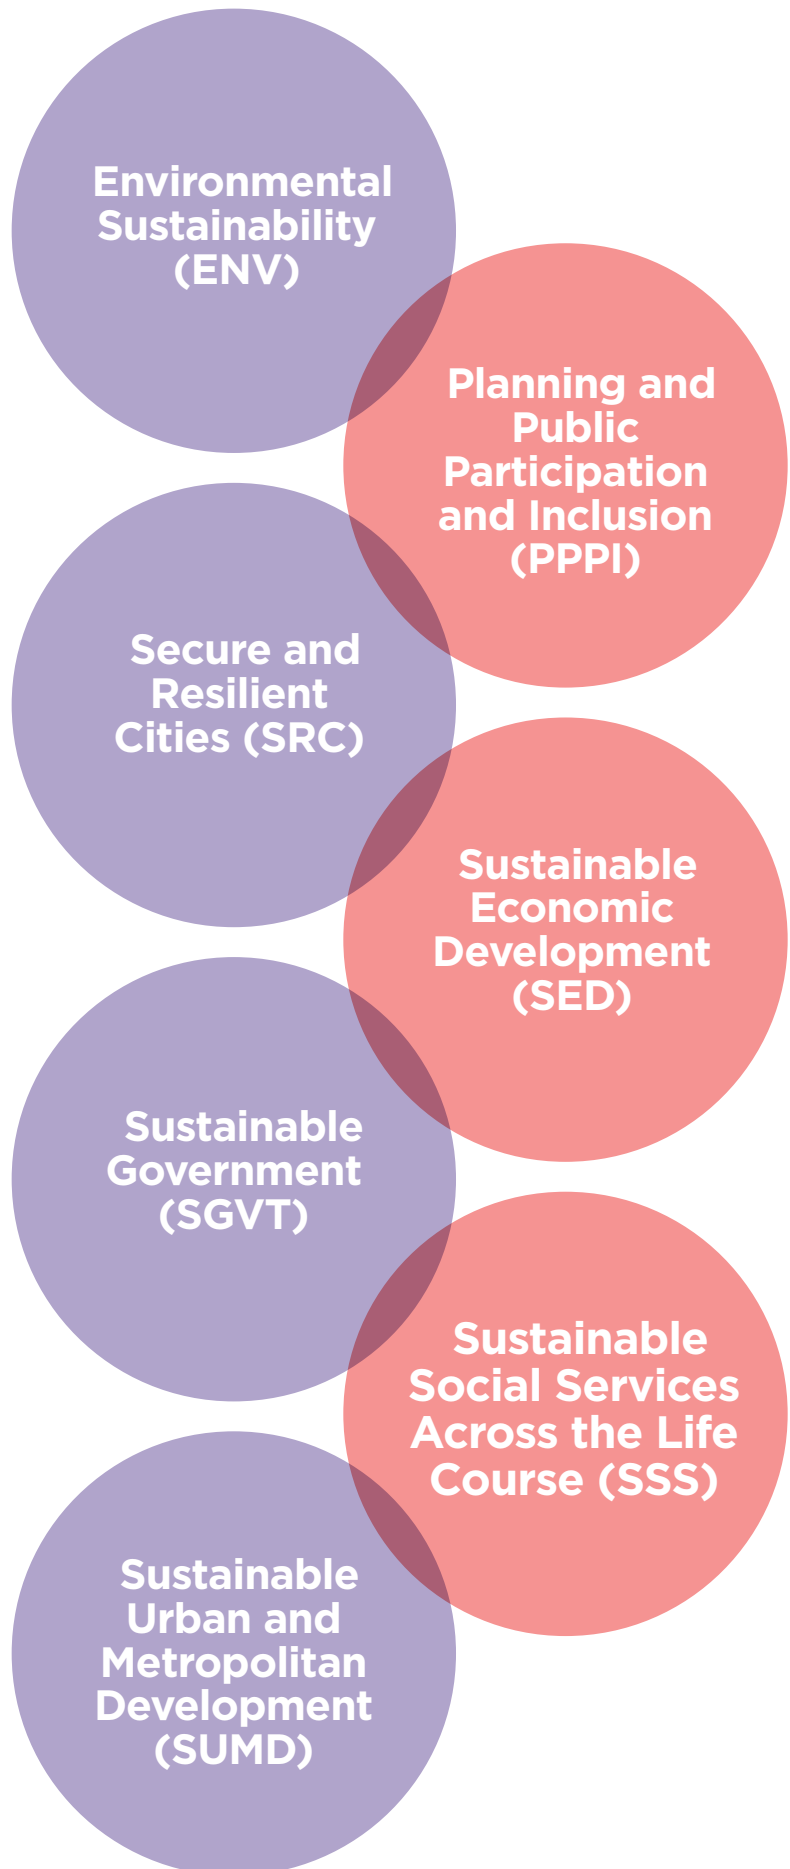 Environmental
Sustainability
(ENV)
Planning and
Public
Participation
and Inclusion
(PPPI)
Secure and
Resilient
Cities (SRC)
Sustainable
Economic
Development
(SED)
Sustainable
Government
(SGVT)
Sustainable
Social Services
Across the Life
Course (SSS)
Sustainable
Urban and
Metropolitan
Development
(SUMD)